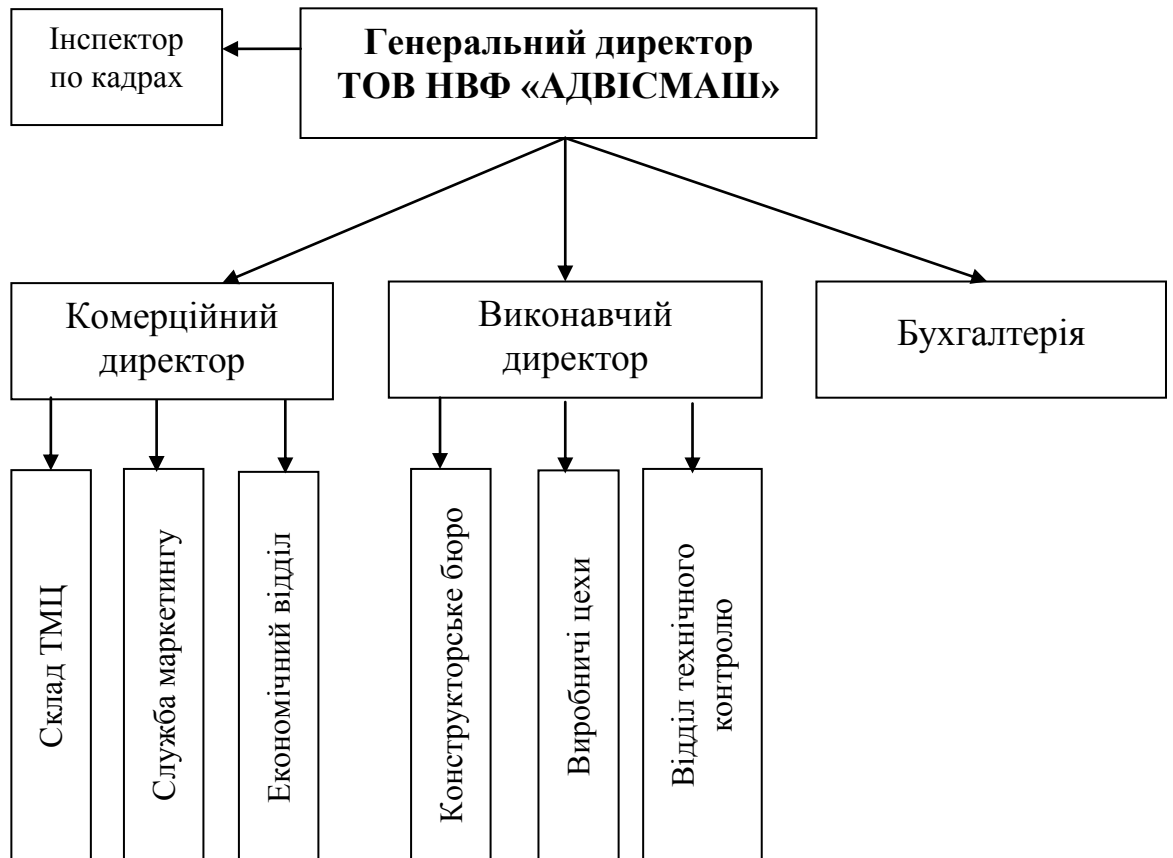 Інспектор
по кадрах
Генеральний директор
ТОВ НВФ «АДВІСМАШ»
Комерційний
директор
Виконавчий
директор
Бухгалтерія
Склад ТМЦ
Служба маркетингу
Економічний відділ
Конструкторське бюро
Виробничі цехи
Відділ технічного
контролю